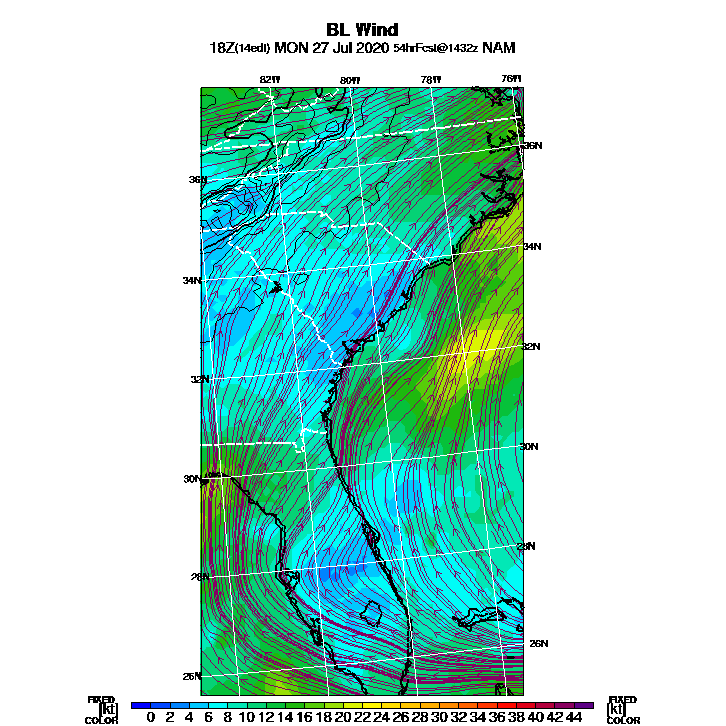 BL Wind
18Z(14edt) MON 27 Jul 2020 54hrFcst@1432z NAM
82W 80W 78W 76W
36N
36N
34N
34N
32N
32N
30N
30N
28N
28N
26N
26N
FIXED FIXED
[kt] 0 2 4 6 8 10 12 14 16 18 20 22 24 26 28 30 32 34 36 38 40 42 44 [kt]
COLOR COLOR